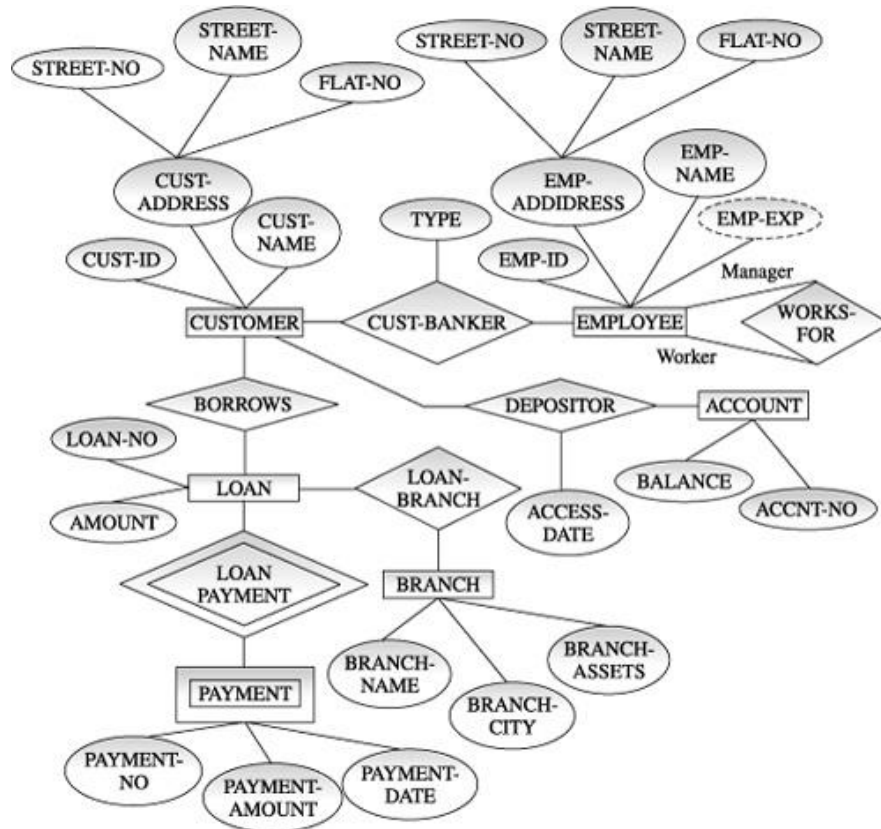 STREET-
NAME
STREET-NO
FLAT-NO
STREET-NO
STREET-
NAME
FLAT-NO
CUST-
ADDRESS
CUST-
NAME
CUST-ID
TYPE
EMP-
ADDIDRESS
EMP-
NAME
EMP-EXP
EMP-ID
Manager
CUSTOMER
CUST-BANKER
EMPLOYEE
WORKS-
FOR
Worker
BORROWS
DEPOSITOR
ACCOUNT
LOAN-NO
LOAN
AMOUNT
LOAN-
BRANCH
ACCESS-
DATE
BALANCE
ACCNT-NO
LOAN
PAYMENT
BRANCH
BRANCH-
NAME
BRANCH-
CITY
BRANCH-
ASSETS
PAYMENT
PAYMENT-
NO
PAYMENT-
AMOUNT
PAYMENT-
DATE